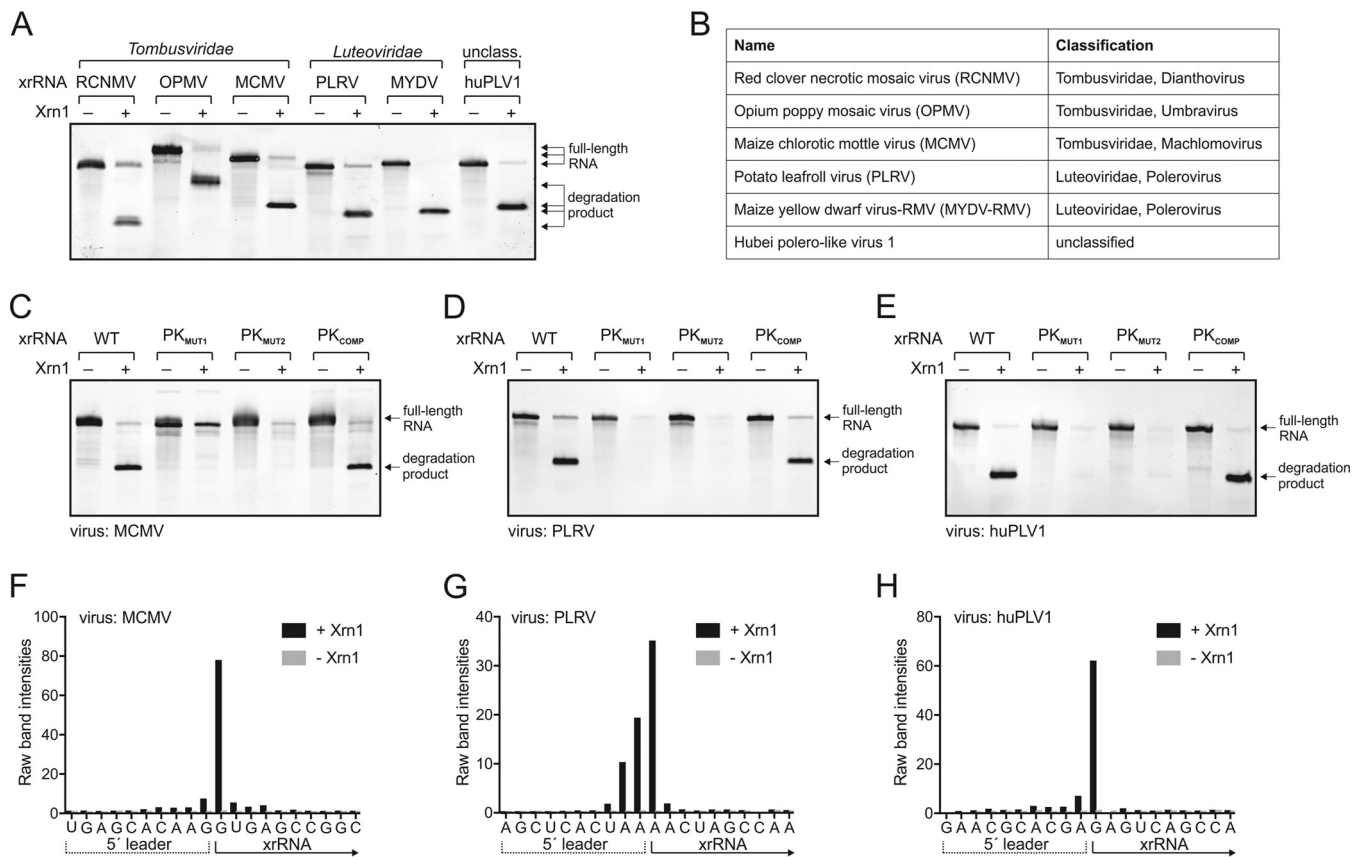 A
Tombusviridae Luteoviridae unclass.
xrRNA RCNMV OPMV MCMV PLRV MYDV huPLV1
Xrn1 – + – + – + – + – + – +
full-length
RNA
degradation
product
B
Name Classification
Red clover necrotic mosaic virus (RCNMV) Tombusviridae, Dianthovirus
Opium poppy mosaic virus (OPMV) Tombusviridae, Umbravirus
Maize chlorotic mottle virus (MCMV) Tombusviridae, Machlomovirus
Potato leafroll virus (PLRV) Luteoviridae, Polerovirus
Maize yellow dwarf virus-RMV (MYDV-RMV) Luteoviridae, Polerovirus
Hubei polero-like virus 1 unclassified
C
xrRNA WT PKMUT1 PKMUT2 PKCOMP
Xrn1 – + – + – + – +
full-length
RNA
degradation
product
virus: MCMV
D
xrRNA WT PKMUT1 PKMUT2 PKCOMP
Xrn1 – + – + – + – +
full-length
RNA
degradation
product
virus: PLRV
E
xrRNA WT PKMUT1 PKMUT2 PKCOMP
Xrn1 – + – + – + – +
full-length
RNA
degradation
product
virus: huPLV1
F
virus: MCMV
+ Xrn1
- Xrn1
Raw band intensities
100
80
60
40
20
0
U G A G C A C A A G G U G A G C C G G C
5´ leader xrRNA
G
virus: PLRV
+ Xrn1
- Xrn1
Raw band intensities
40
30
20
10
0
A G C U C A C U A A A A C U A G C C A A
5´ leader xrRNA
H
virus: huPLV1
+ Xrn1
- Xrn1
Raw band intensities
80
60
40
20
0
G A A C G C A C G A G A G U C A G C C A
5´ leader xrRNA